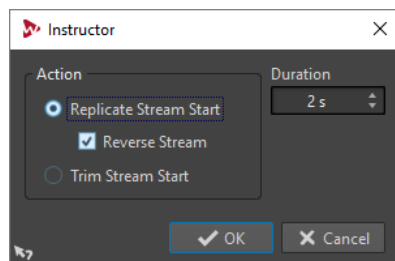 Instructor
Action
Duration
Replicate Stream Start
2 s
Reverse Stream
Trim Stream Start
OK
Cancel
?